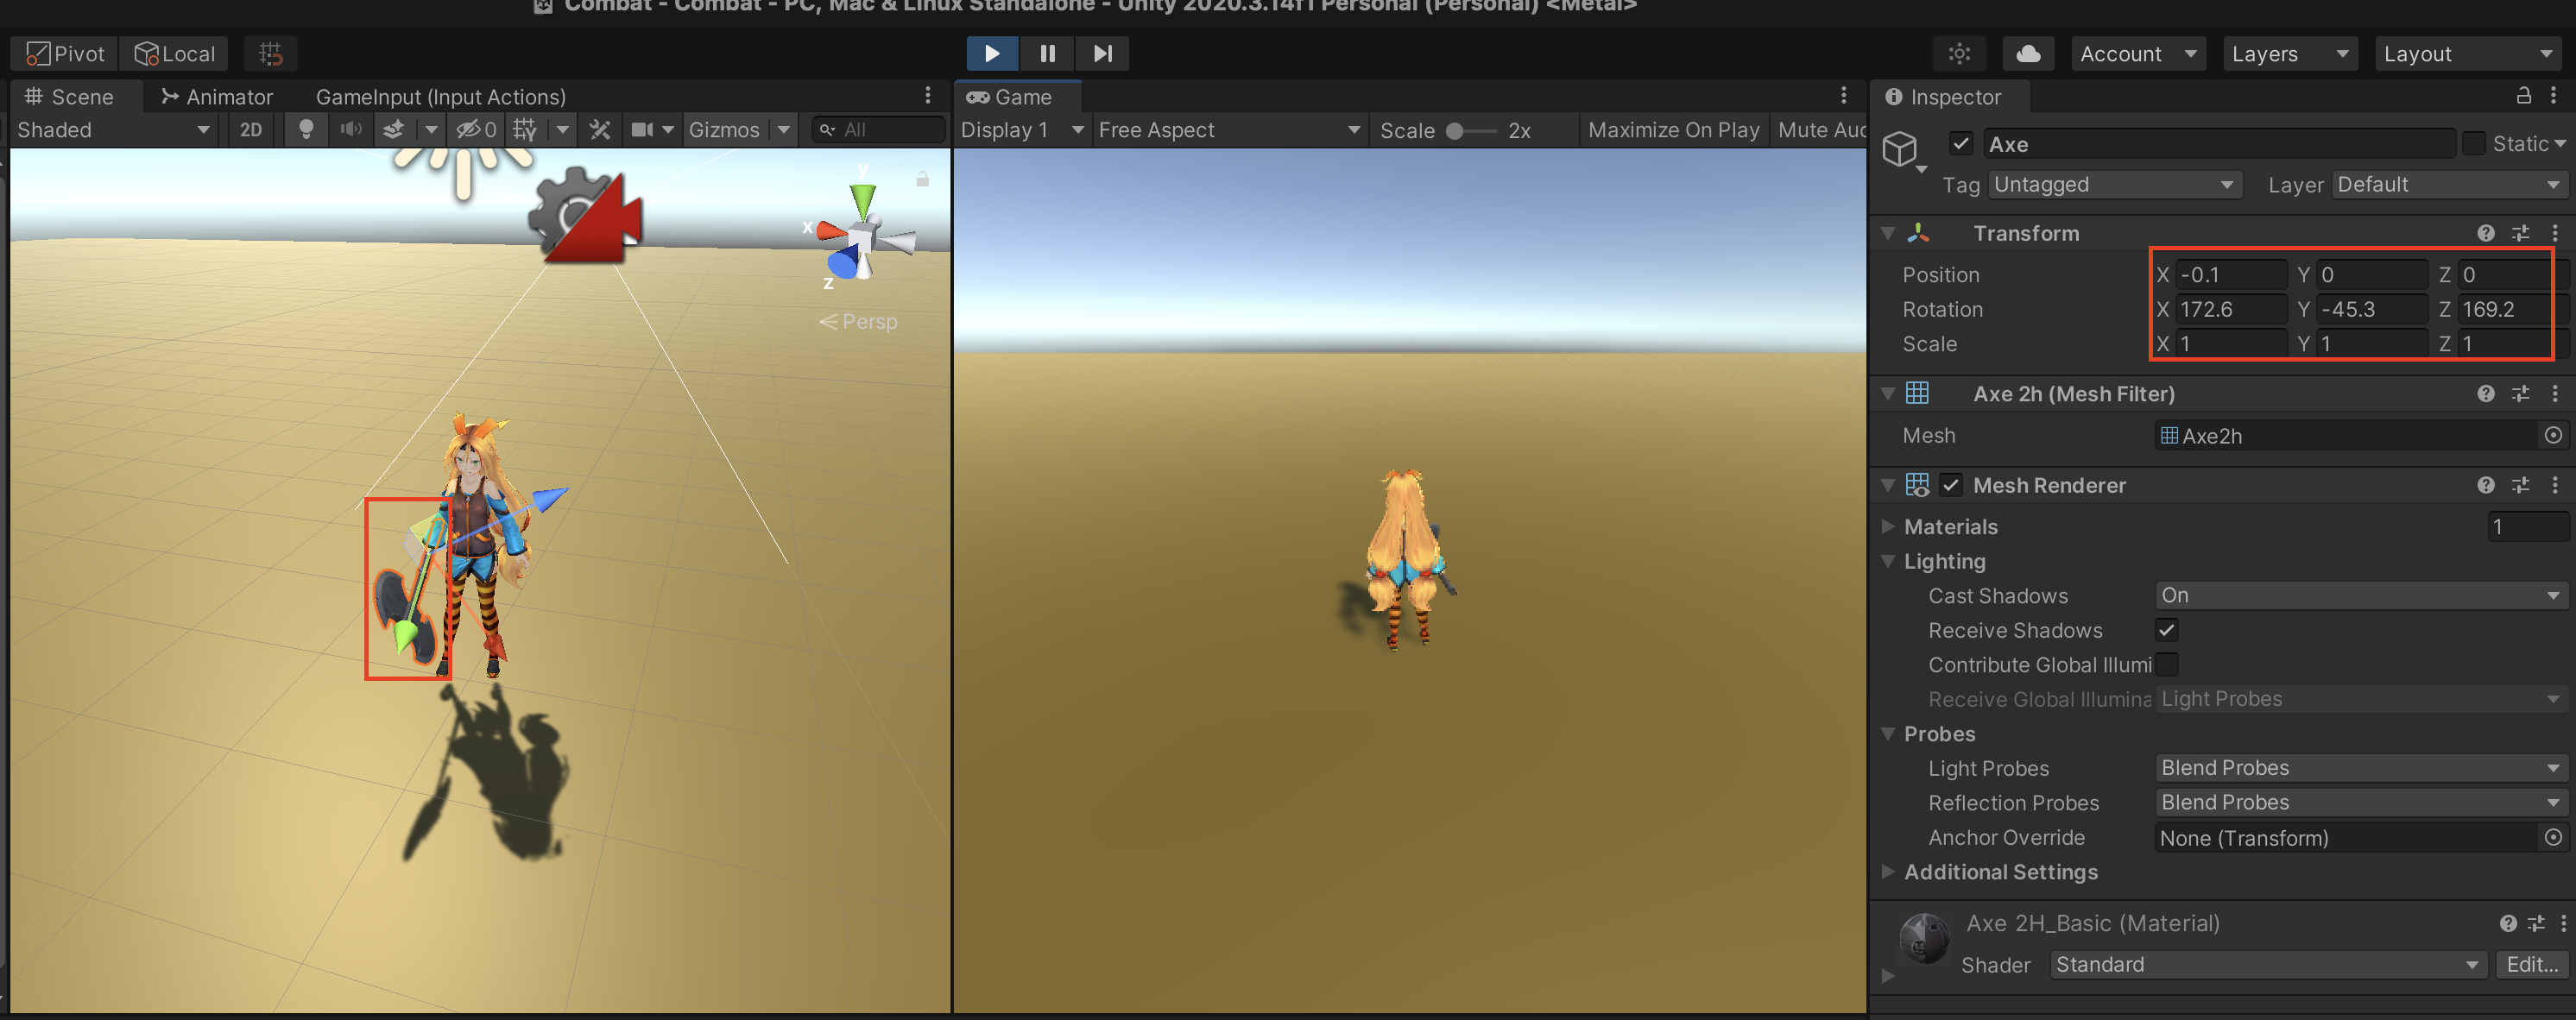 Combat - Combat - PC, Mac & Linux Standalone - Unity 2020.3.14f1 Personal (Personal) <Metal>
Pivot Local Account Layers Layout
Scene Animator GameInput (Input Actions) Game Inspector
Shaded 2D 0 Gizmos All Display 1 Free Aspect Scale 2x Maximize On Play Mute Auc
y
x
z
Persp
Axe Static
Tag Untagged Layer Default
Transform
Position X -0.1 Y 0 Z 0
Rotation X 172.6 Y -45.3 Z 169.2
Scale X 1 Y 1 Z 1
Axe 2h (Mesh Filter)
Mesh Axe2h
Mesh Renderer
Materials 1
Lighting
Cast Shadows On
Receive Shadows
Contribute Global Illumi
Receive Global Illumina Light Probes
Probes
Light Probes Blend Probes
Reflection Probes Blend Probes
Anchor Override None (Transform)
Additional Settings
Axe 2H_Basic (Material)
Shader Standard Edit...